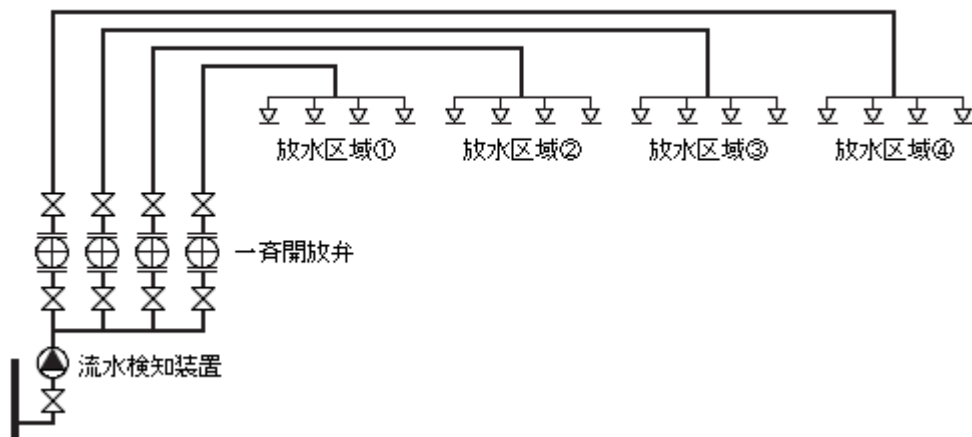 放水区域①
放水区域②
放水区域③
放水区域④
一斉開放弁
流水検知装置